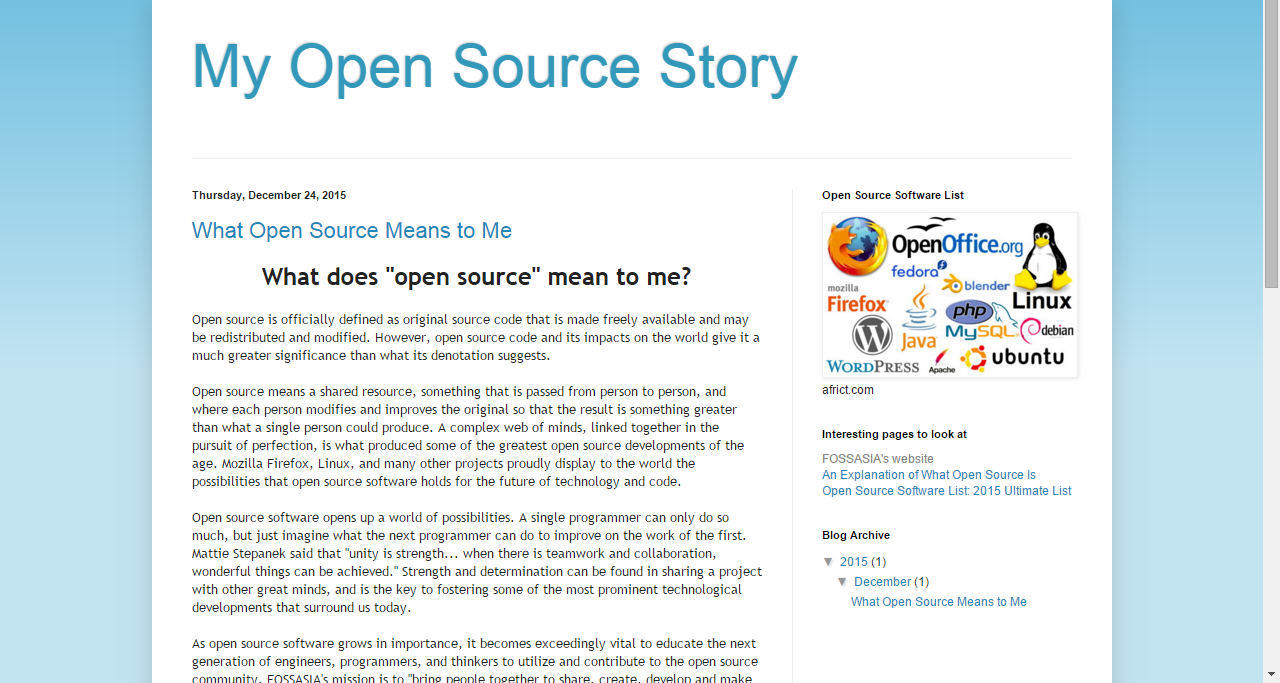 My Open Source Story
Thursday, December 24, 2015
What Open Source Means to Me
What does "open source" mean to me?
Open source is officially defined as original source code that is made freely available and may
be redistributed and modified. However, open source code and its impacts on the world give it a
much greater significance than what its denotation suggests.
Open source means a shared resource, something that is passed from person to person, and
where each person modifies and improves the original so that the result is something greater
than what a single person could produce. A complex web of minds, linked together in the
pursuit of perfection, is what produced some of the greatest open source developments of the
age. Mozilla Firefox, Linux, and many other projects proudly display to the world the
possibilities that open source software holds for the future of technology and code.
Open source software opens up a world of possibilities. A single programmer can only do so
much, but just imagine what the next programmer can do to improve on the work of the first.
Mattie Stepanek said that "unity is strength... when there is teamwork and collaboration,
wonderful things can be achieved." Strength and determination can be found in sharing a project
with other great minds, and is the key to fostering some of the most prominent technological
developments that surround us today.
As open source software grows in importance, it becomes exceedingly vital to educate the next
generation of engineers, programmers, and thinkers to utilize and contribute to the open source
community. FOSSASIA's mission is to "bring people together to share, create, develop and make
Open Source Software List
OpenOffice.org
fedora
blender
mozilla
Firefox
Linux
php
Java
MySQL
debian
WordPress
Apache
ubuntu
africt.com
Interesting pages to look at
FOSSASIA's website
An Explanation of What Open Source Is
Open Source Software List: 2015 Ultimate List
Blog Archive
▼ 2015 (1)
▼ December (1)
What Open Source Means to Me